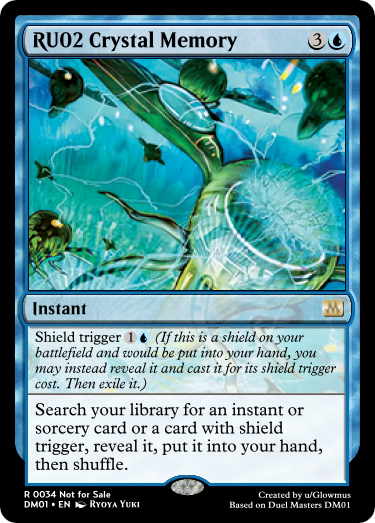 RU02 Crystal Memory 3
Instant
Shield trigger 1 (If this is a shield on your
battlefield and would be put into your hand, you
may instead reveal it and cast it for its shield trigger
cost. Then exile it.)
Search your library for an instant or
sorcery card or a card with shield
trigger, reveal it, put it into your hand,
then shuffle.
R 0034 Not for Sale
DM01 • EN Ryoya Yuki
Created by u/Glowmus
Based on Duel Masters DM01